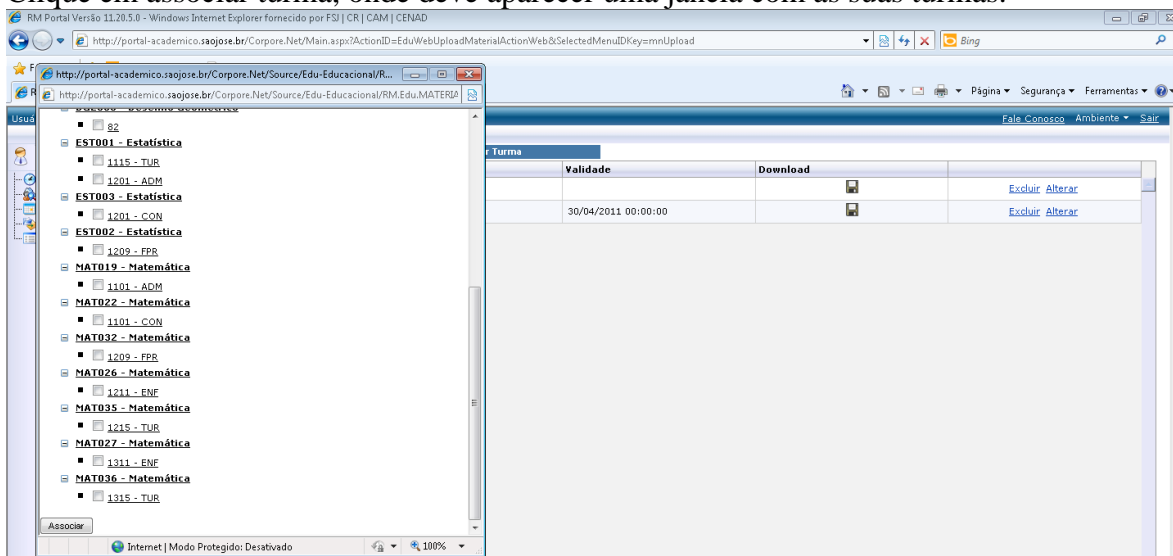 Clique em associar turma, onde deve aparecer uma janela com as suas turmas.
RM Portal Versão 11.20.5.0 - Windows Internet Explorer fornecido por FSJ | CR | CAM | CENAD
http://portal-academico.saojose.br/Corpore.Net/Main.aspx?ActionID=EduWebUploadMaterialActionWeb&SelectedMenuIDKey=mnUpload
Bing
http://portal-academico.saojose.br/Corpore.Net/Source/Edu-Educacional/R...
http://portal-academico.saojose.br/Corpore.Net/Source/Edu-Educacional/RM.Edu.MATERIA
Página Segurança Ferramentas
Usuá
Fale Conosco Ambiente Sair
82
EST001 - Estatística
1115 - TUR
1201 - ADM
EST003 - Estatística
1201 - CON
EST002 - Estatística
1209 - FPR
MAT019 - Matemática
1101 - ADM
MAT022 - Matemática
1101 - CON
MAT032 - Matemática
1209 - FPR
MAT026 - Matemática
1211 - ENF
MAT035 - Matemática
1215 - TUR
MAT027 - Matemática
1311 - ENF
MAT036 - Matemática
1315 - TUR
Associar
Internet | Modo Protegido: Desativado
100%
r Turma
Validade Download
Excluir Alterar
30/04/2011 00:00:00 Excluir Alterar